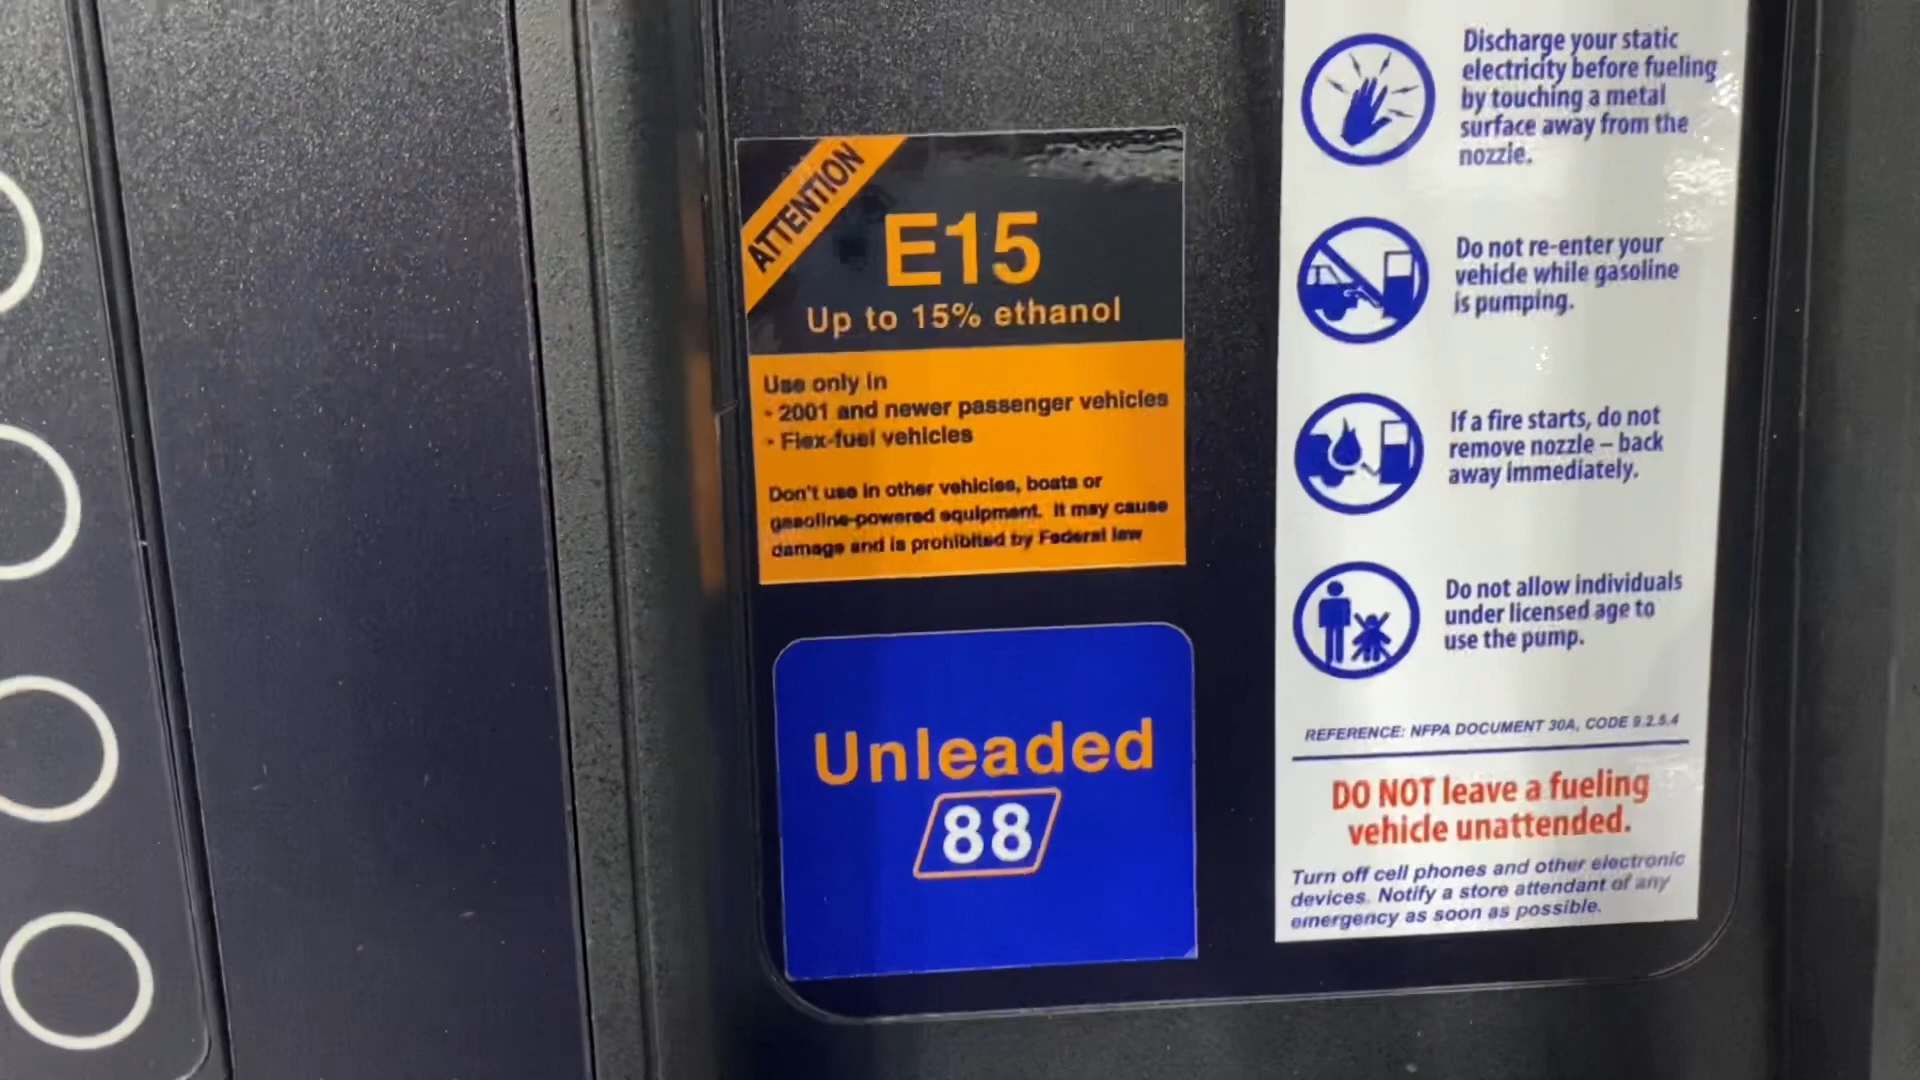 ATTENTION
E15
Up to 15% ethanol
Use only in
- 2001 and newer passenger vehicles
- Flex-fuel vehicles
Don't use in other vehicles, boats or
gasoline-powered equipment. It may cause
damage and is prohibited by Federal law
Unleaded
88
Discharge your static
electricity before fueling
by touching a metal
surface away from the
nozzle.
Do not re-enter your
vehicle while gasoline
is pumping.
If a fire starts, do not
remove nozzle – back
away immediately.
Do not allow individuals
under licensed age to
use the pump.
REFERENCE: NFPA DOCUMENT 30A, CODE 9.2.5.4
DO NOT leave a fueling
vehicle unattended.
Turn off cell phones and other electronic
devices. Notify a store attendant of any
emergency as soon as possible.